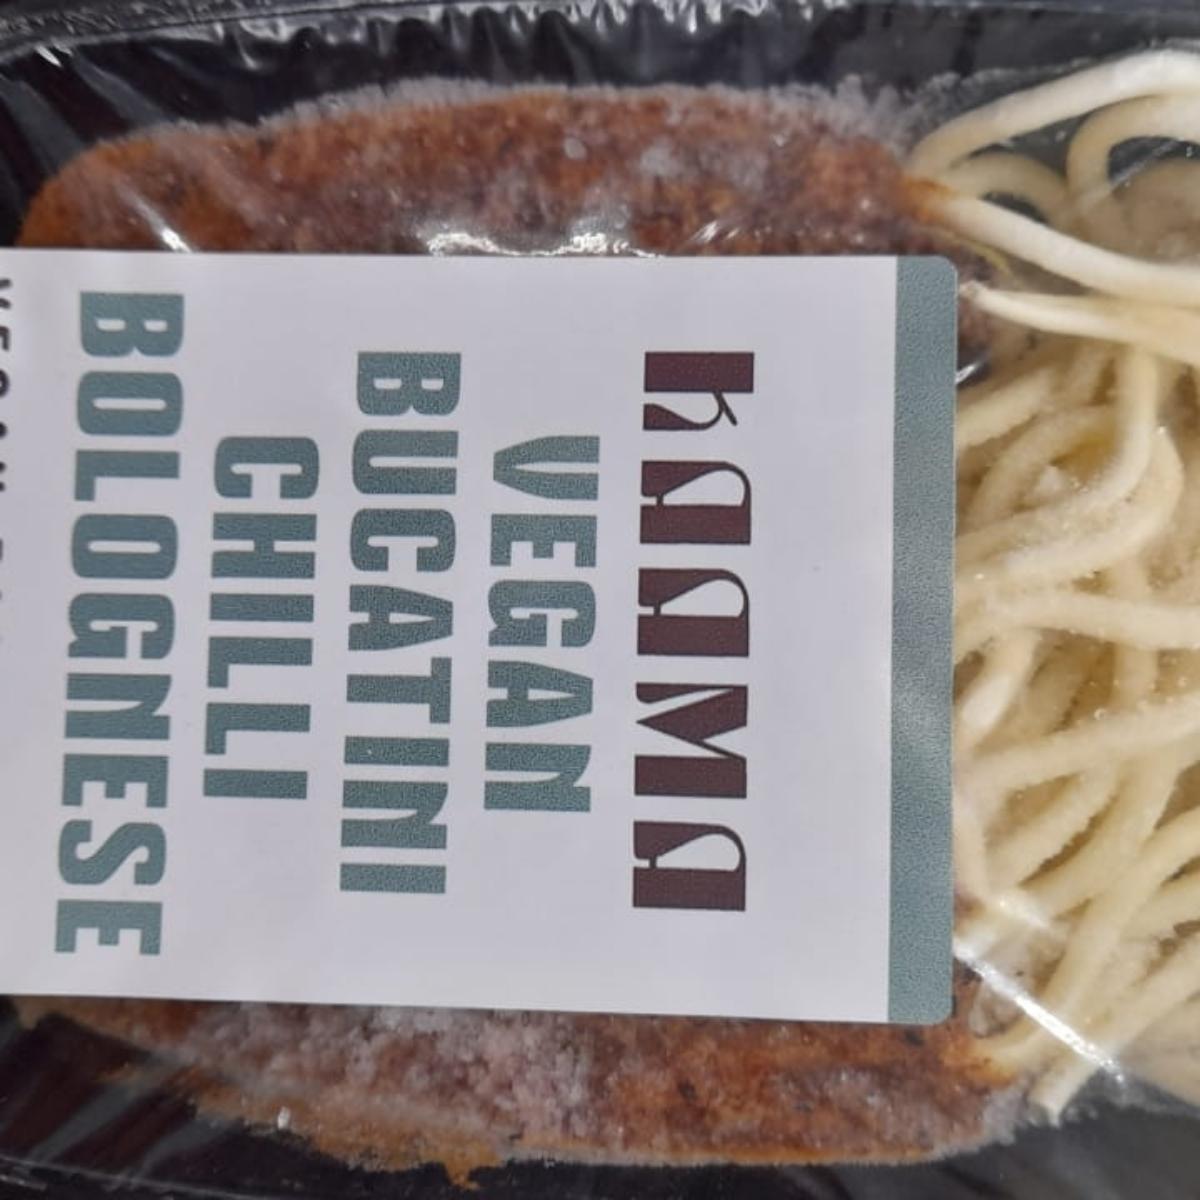 KAAMA
VEGAN
BUCATINI
CHILLI
BOLOGNESE